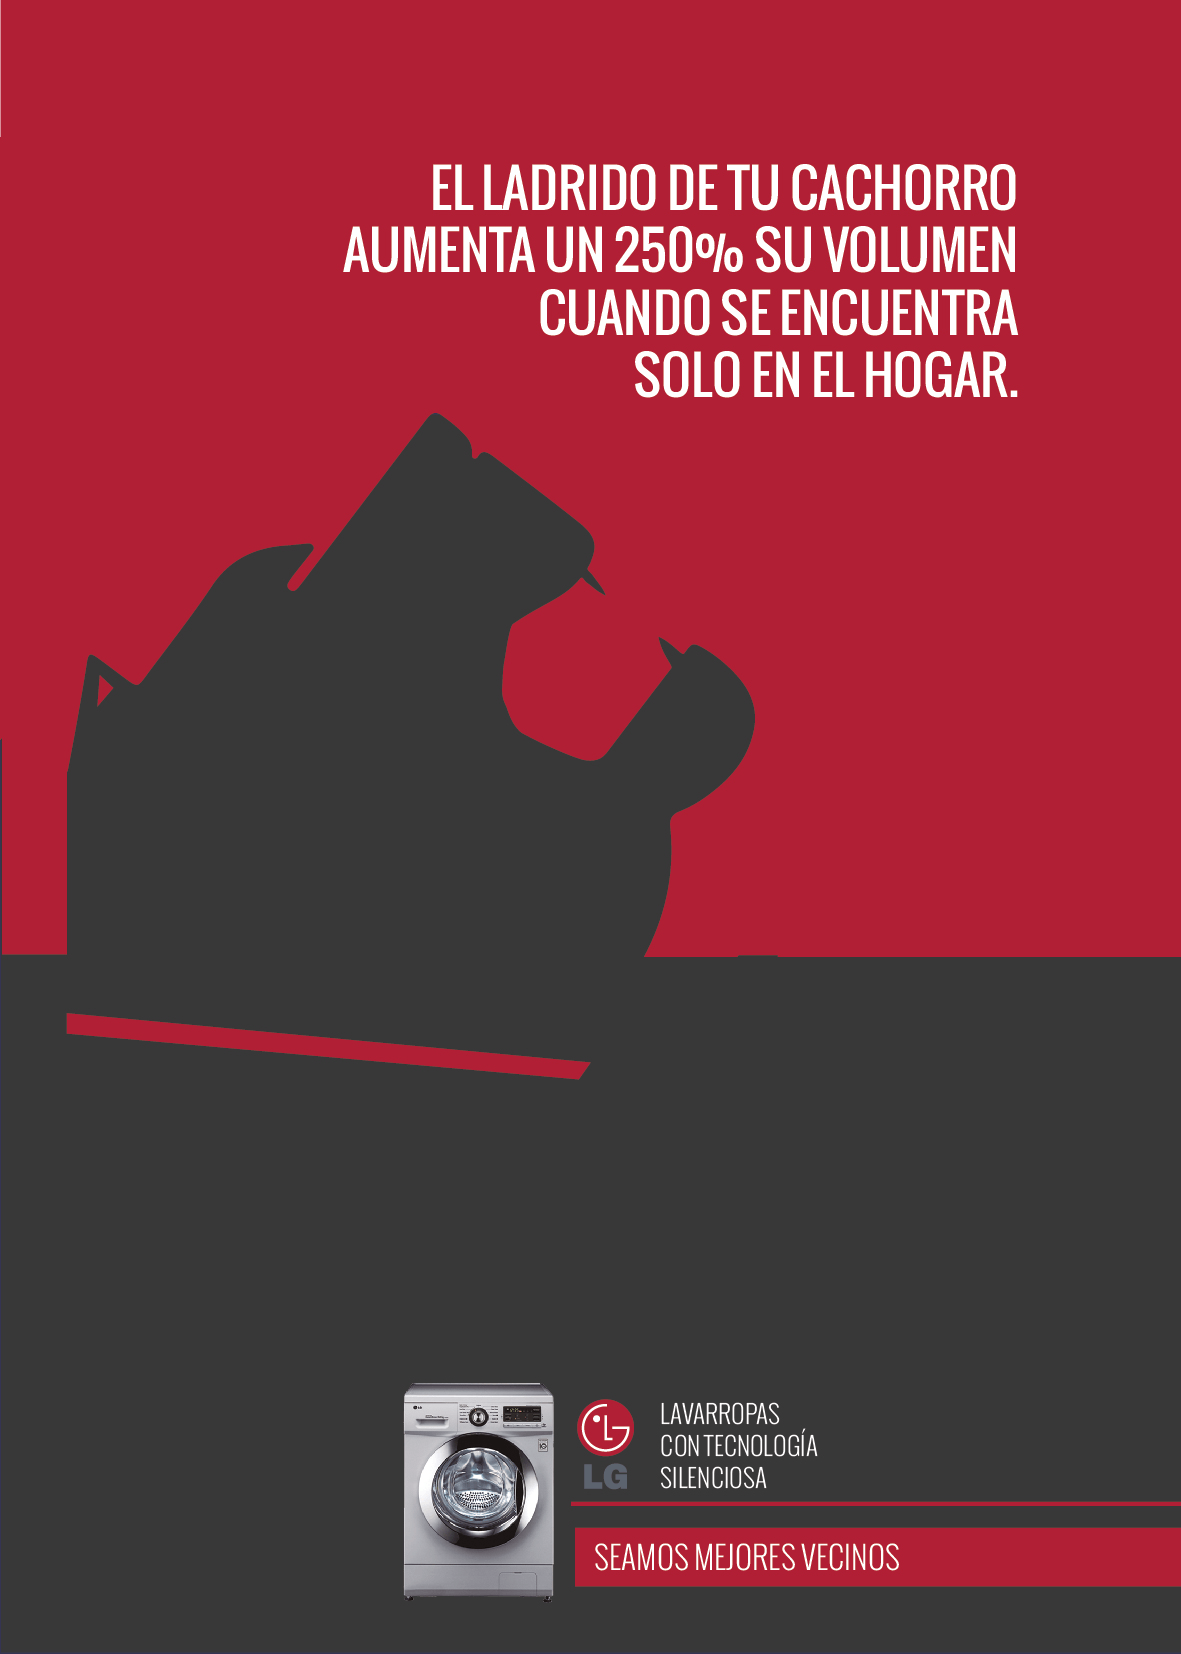 EL LADRIDO DE TU CACHORRO
AUMENTA UN 250% SU VOLUMEN
CUANDO SE ENCUENTRA
SOLO EN EL HOGAR.
LAVARROPAS
CON TECNOLOGÍA
SILENCIOSA
LG
SEAMOS MEJORES VECINOS